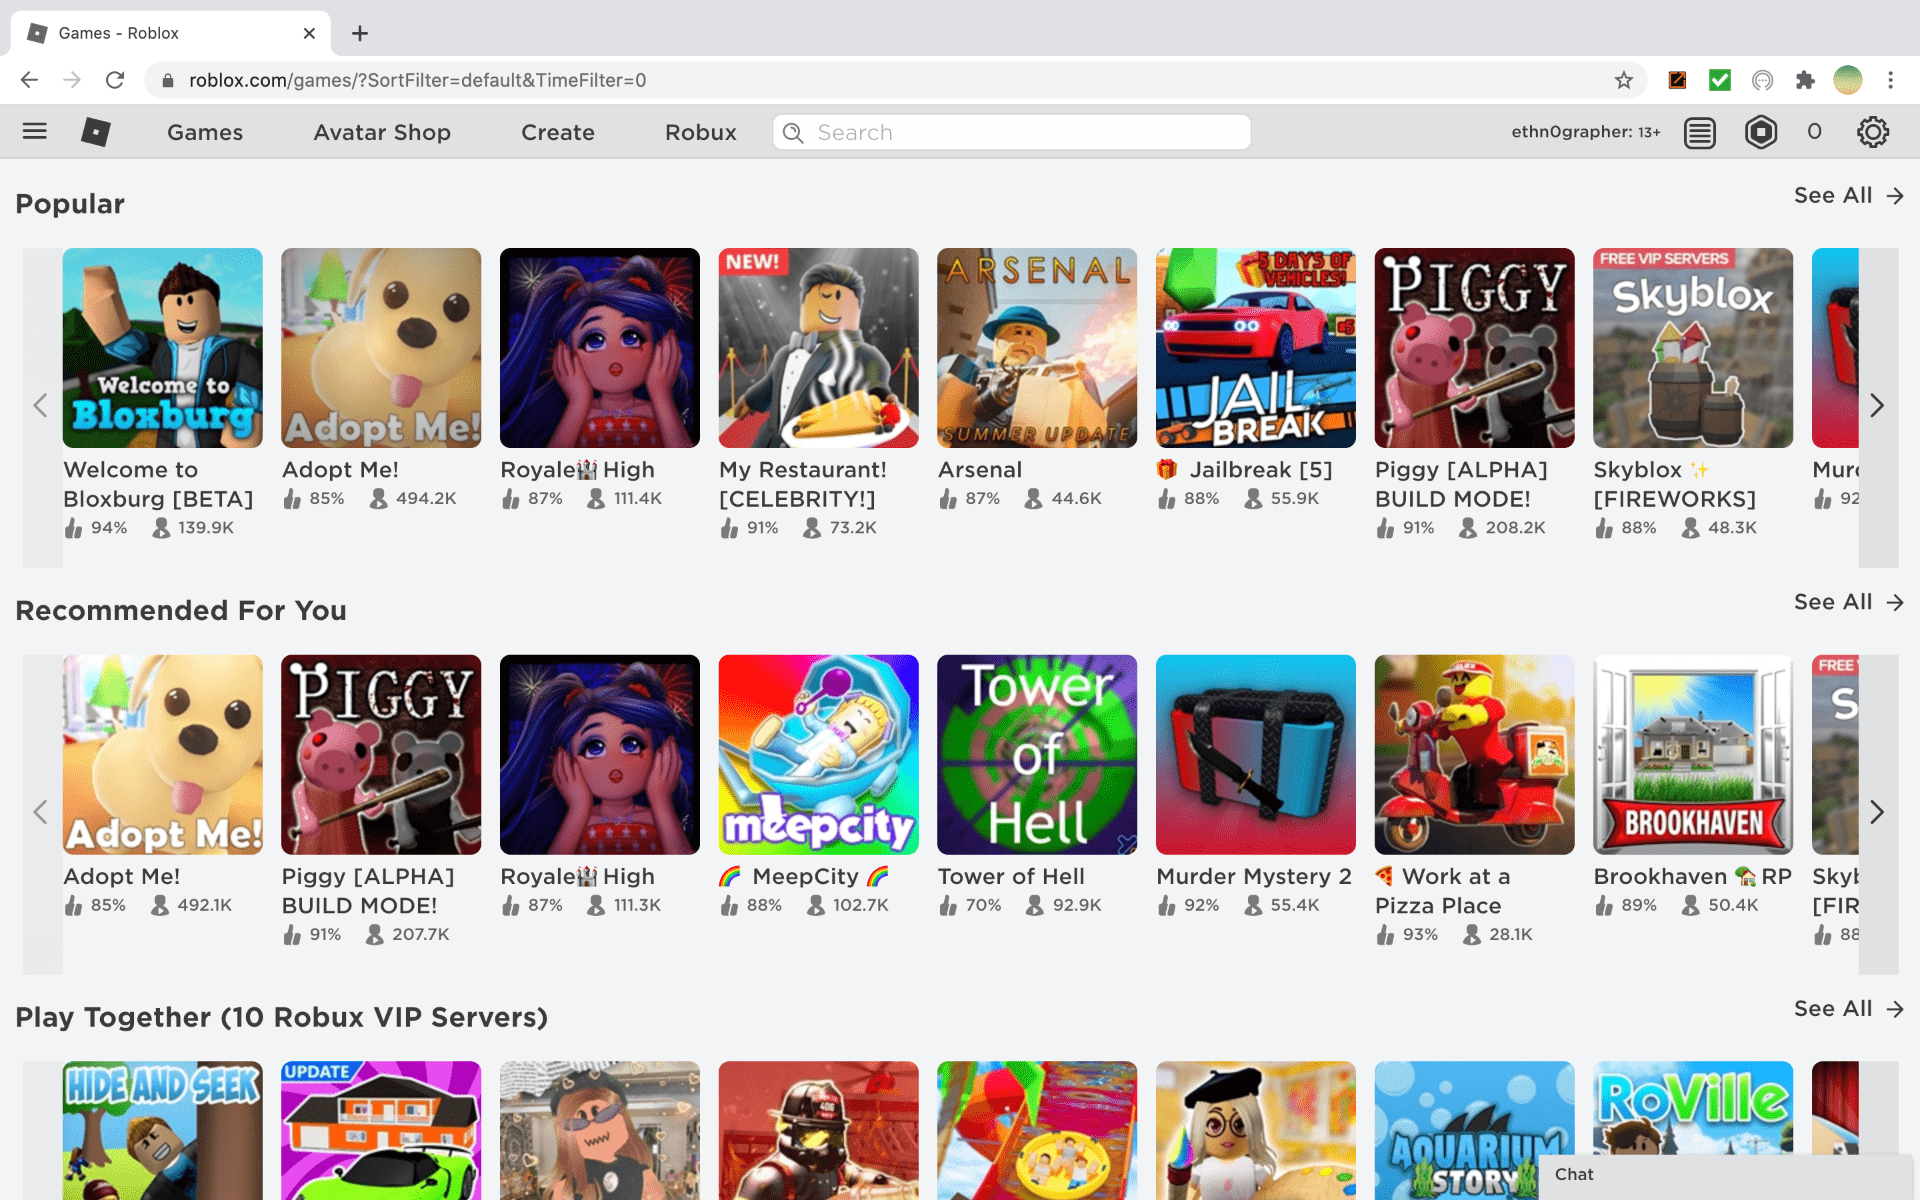 Games - Roblox
roblox.com/games/?SortFilter=default&TimeFilter=0
Games
Avatar Shop
Create
Robux
Search
ethn0grapher: 13+
0
Popular
See All
Welcome to
Bloxburg
Adopt Me!
NEW!
ARSENAL
SUMMER UPDATE
5 DAYS OF
VEHICLES!
JAIL
BREAK
PIGGY
FREE VIP SERVERS
Skyblox
Welcome to
Bloxburg [BETA]
94% 139.9K
Adopt Me!
85% 494.2K
Royale🏰 High
87% 111.4K
My Restaurant!
[CELEBRITY!]
91% 73.2K
Arsenal
87% 44.6K
🎁 Jailbreak [5]
88% 55.9K
Piggy [ALPHA]
BUILD MODE!
91% 208.2K
Skyblox ✨
[FIREWORKS]
88% 48.3K
Recommended For You
See All
Adopt Me!
PIGGY
meepcity
Tower
of
Hell
BROOKHAVEN
FREE
Adopt Me!
85% 492.1K
Piggy [ALPHA]
BUILD MODE!
91% 207.7K
Royale🏰 High
87% 111.3K
🌈 MeepCity 🌈
88% 102.7K
Tower of Hell
70% 92.9K
Murder Mystery 2
92% 55.4K
🍕 Work at a
Pizza Place
93% 28.1K
Brookhaven 🏡 RP
89% 50.4K
Play Together (10 Robux VIP Servers)
See All
HIDE AND SEEK
UPDATE
406
AQUARIUM
STORY
RoVille
Chat